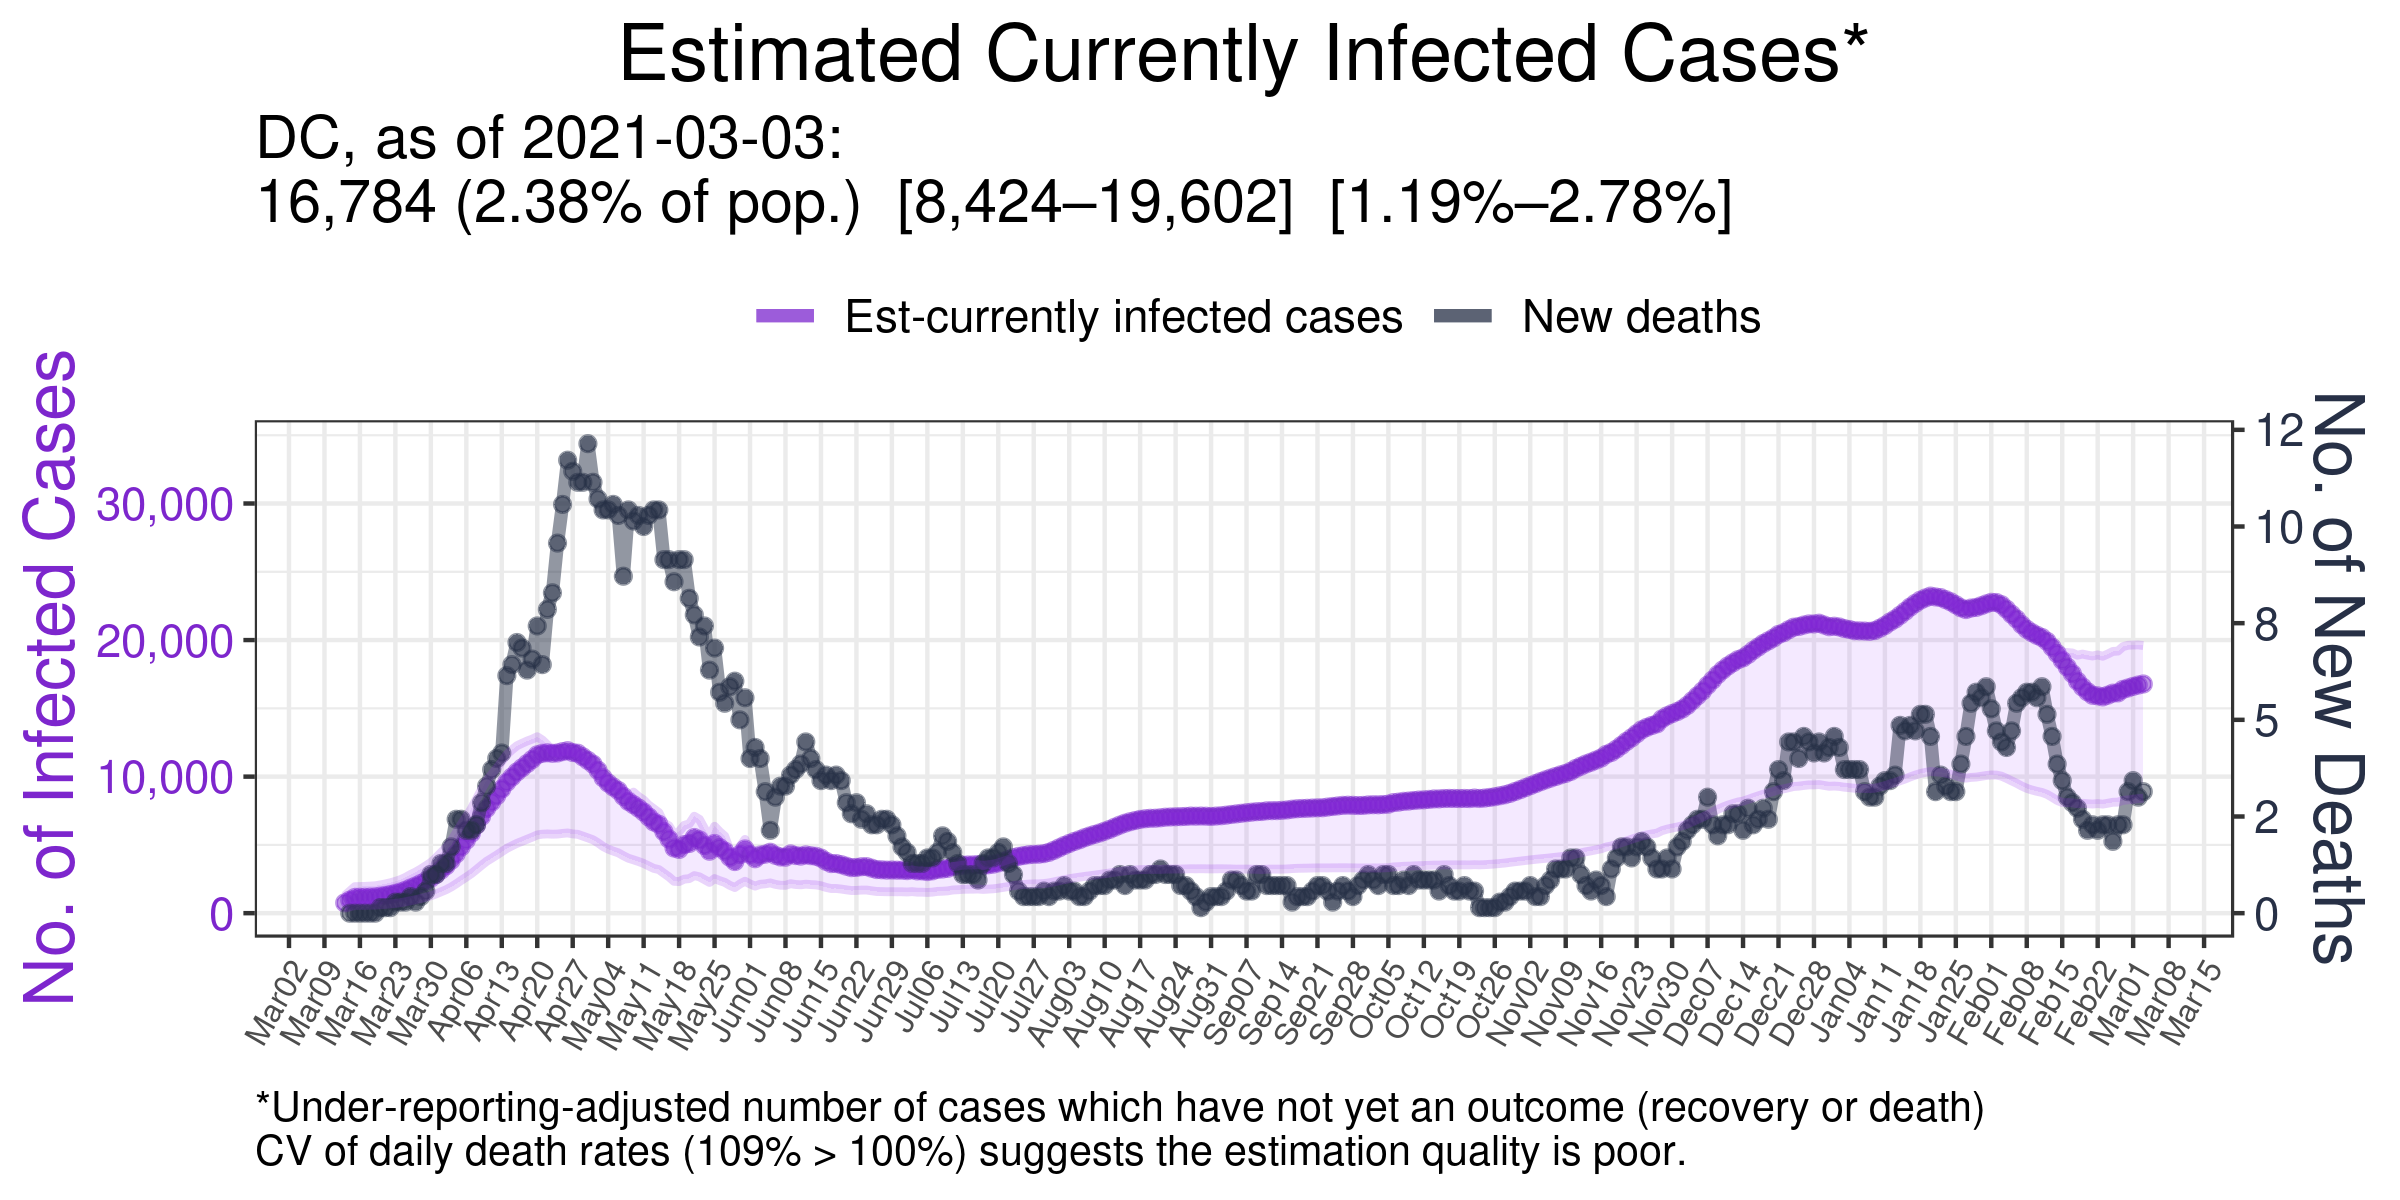 Estimated Currently Infected Cases*
DC, as of 2021-03-03:
16,784 (2.38% of pop.) [8,424–19,602] [1.19%–2.78%]
Est-currently infected cases
New deaths
No. of Infected Cases
30,000
20,000
10,000
0
12
10
8
5
2
0
No. of New Deaths
Mar02
Mar09
Mar16
Mar23
Mar30
Apr06
Apr13
Apr20
Apr27
May04
May11
May18
May25
Jun01
Jun08
Jun15
Jun22
Jun29
Jul06
Jul13
Jul20
Jul27
Aug03
Aug10
Aug17
Aug24
Aug31
Sep07
Sep14
Sep21
Sep28
Oct05
Oct12
Oct19
Oct26
Nov02
Nov09
Nov16
Nov23
Nov30
Dec07
Dec14
Dec21
Dec28
Jan04
Jan11
Jan18
Jan25
Feb01
Feb08
Feb15
Feb22
Mar01
Mar08
Mar15
*Under-reporting-adjusted number of cases which have not yet an outcome (recovery or death)
CV of daily death rates (109% > 100%) suggests the estimation quality is poor.